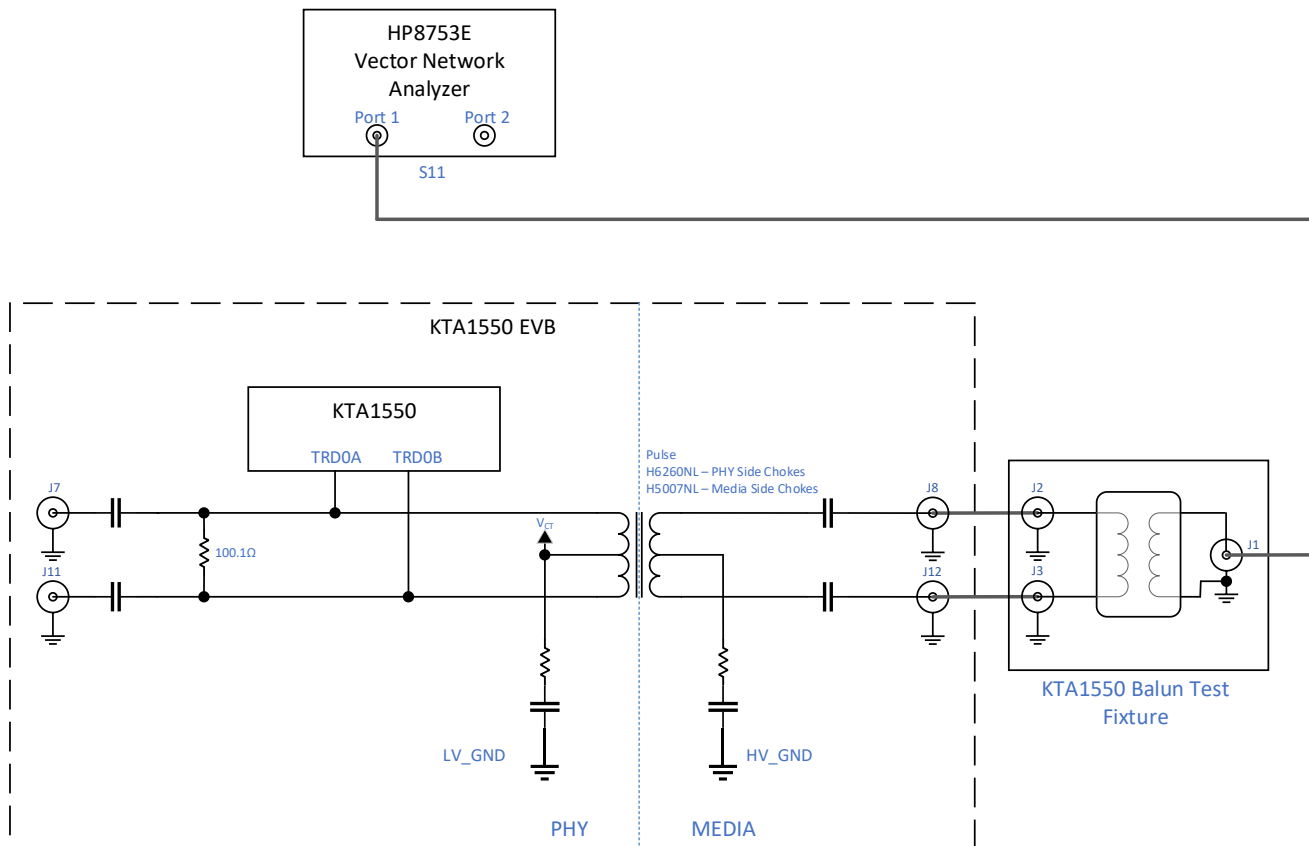 HP8753E
Vector Network
Analyzer
Port 1
Port 2
S11
KTA1550 EVB
KTA1550
TRD0A
TRD0B
Pulse
H6260NL – PHY Side Chokes
H5007NL – Media Side Chokes
J7
J8
J2
VCT
100.1Ω
J1
J11
J12
J3
KTA1550 Balun Test
Fixture
LV_GND
HV_GND
PHY
MEDIA